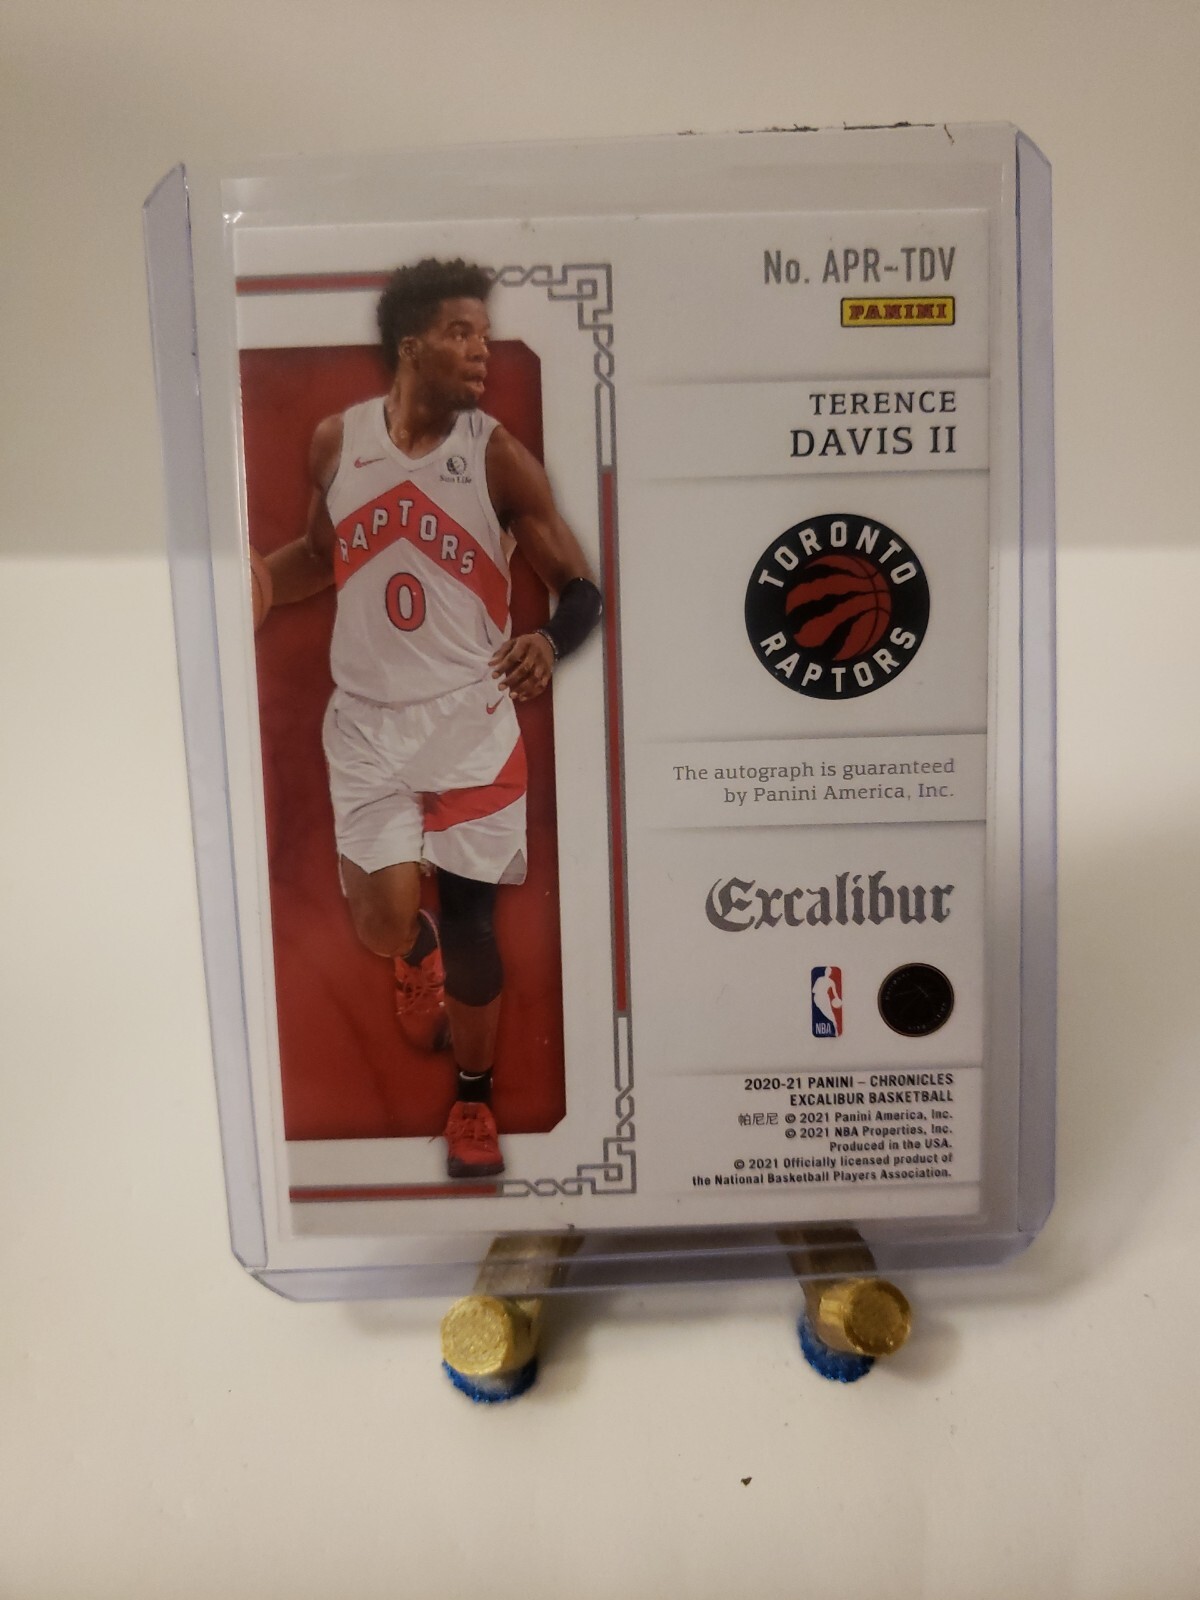 No. APR-TDV
PANINI
TERENCE
DAVIS II
Sun Life
RAPTORS
0
TORONTO
RAPTORS
The autograph is guaranteed
by Panini America, Inc.
Excalibur
NBA
2020-21 PANINI – CHRONICLES
EXCALIBUR BASKETBALL
帕尼尼 © 2021 Panini America, Inc.
© 2021 NBA Properties, Inc.
Produced in the USA.
© 2021 Officially licensed product of
the National Basketball Players Association.